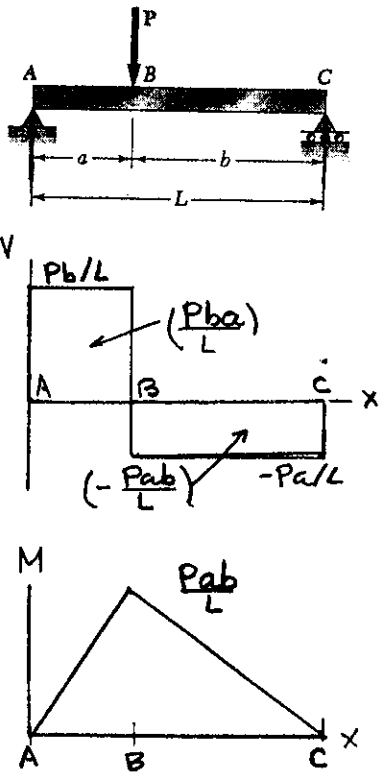 P
A B C
a b
L
V
Pb/L
(Pba/L)
A B C x
(-Pab/L) -Pa/L
M
Pab/L
A B C x